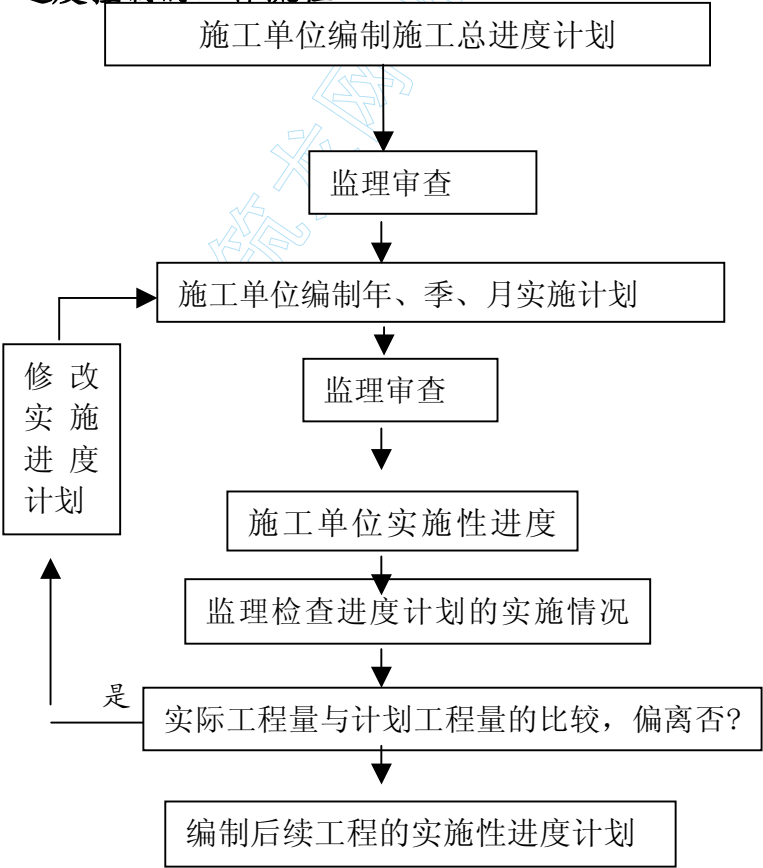 施工单位编制施工总进度计划
监理审查
施工单位编制年、季、月实施计划
监理审查
修改
实施
进度
计划
施工单位实施性进度
监理检查进度计划的实施情况
是
实际工程量与计划工程量的比较，偏离否?
编制后续工程的实施性进度计划
筑龙网